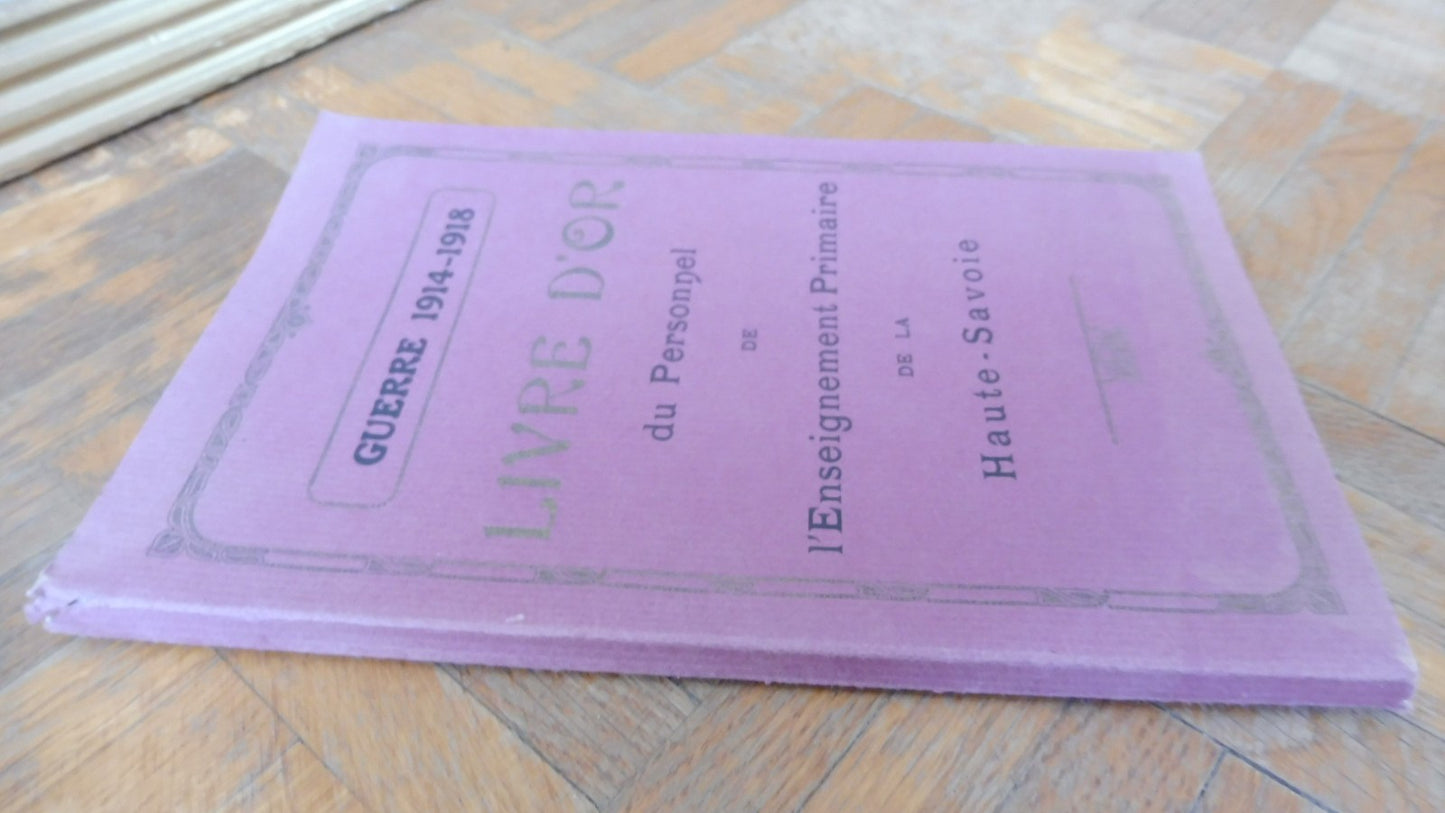 GUERRE 1914-1918
LIVRE D'OR
du Personnel
DE
l'Enseignement Primaire
DE LA
Haute-Savoie